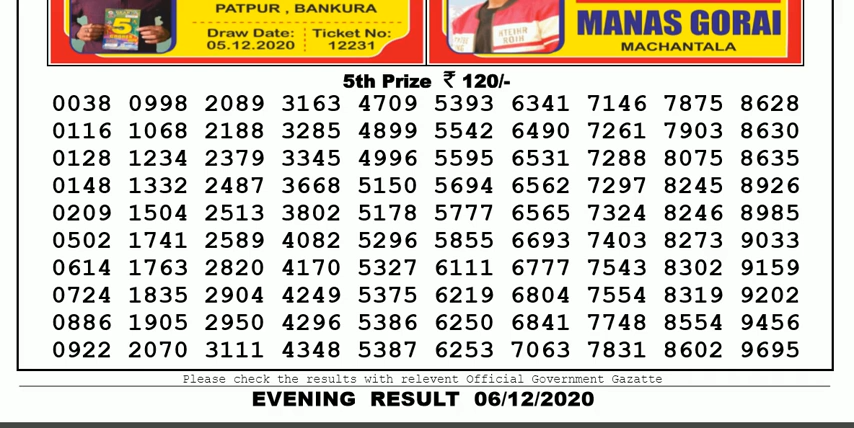 PATPUR , BANKURA
Draw Date: Ticket No:
05.12.2020 12231
MANAS GORAI
MACHANTALA
5th Prize ₹ 120/-
0038 0998 2089 3163 4709 5393 6341 7146 7875 8628
0116 1068 2188 3285 4899 5542 6490 7261 7903 8630
0128 1234 2379 3345 4996 5595 6531 7288 8075 8635
0148 1332 2487 3668 5150 5694 6562 7297 8245 8926
0209 1504 2513 3802 5178 5777 6565 7324 8246 8985
0502 1741 2589 4082 5296 5855 6693 7403 8273 9033
0614 1763 2820 4170 5327 6111 6777 7543 8302 9159
0724 1835 2904 4249 5375 6219 6804 7554 8319 9202
0886 1905 2950 4296 5386 6250 6841 7748 8554 9456
0922 2070 3111 4348 5387 6253 7063 7831 8602 9695
Please check the results with relevent Official Government Gazatte
EVENING RESULT 06/12/2020